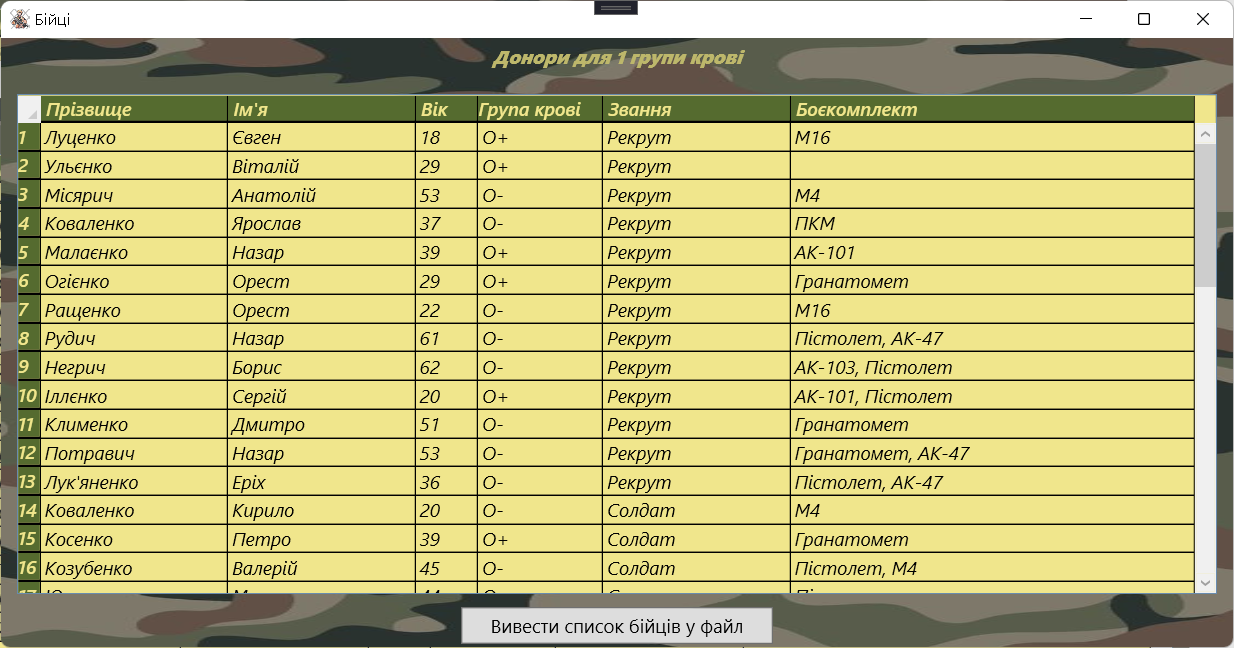 Бійці
Донори для 1 групи крові
Прізвище Ім'я Вік Група крові Звання Боєкомплект
1 Луценко Євген 18 O+ Рекрут M16
2 Ульєнко Віталій 29 O+ Рекрут
3 Місярич Анатолій 53 O- Рекрут M4
4 Коваленко Ярослав 37 O- Рекрут ПКМ
5 Малаєнко Назар 39 O+ Рекрут АК-101
6 Огієнко Орест 29 O+ Рекрут Гранатомет
7 Ращенко Орест 22 O- Рекрут M16
8 Рудич Назар 61 O- Рекрут Пістолет, АК-47
9 Негрич Борис 62 O- Рекрут АК-103, Пістолет
10 Іллєнко Сергій 20 O+ Рекрут АК-101, Пістолет
11 Клименко Дмитро 51 O- Рекрут Гранатомет
12 Потравич Назар 53 O- Рекрут Гранатомет, АК-47
13 Лук'яненко Еріх 36 O- Рекрут Пістолет, АК-47
14 Коваленко Кирило 20 O- Солдат M4
15 Косенко Петро 39 O+ Солдат Гранатомет
16 Козубенко Валерій 45 O- Солдат Пістолет, M4
Вивести список бійців у файл